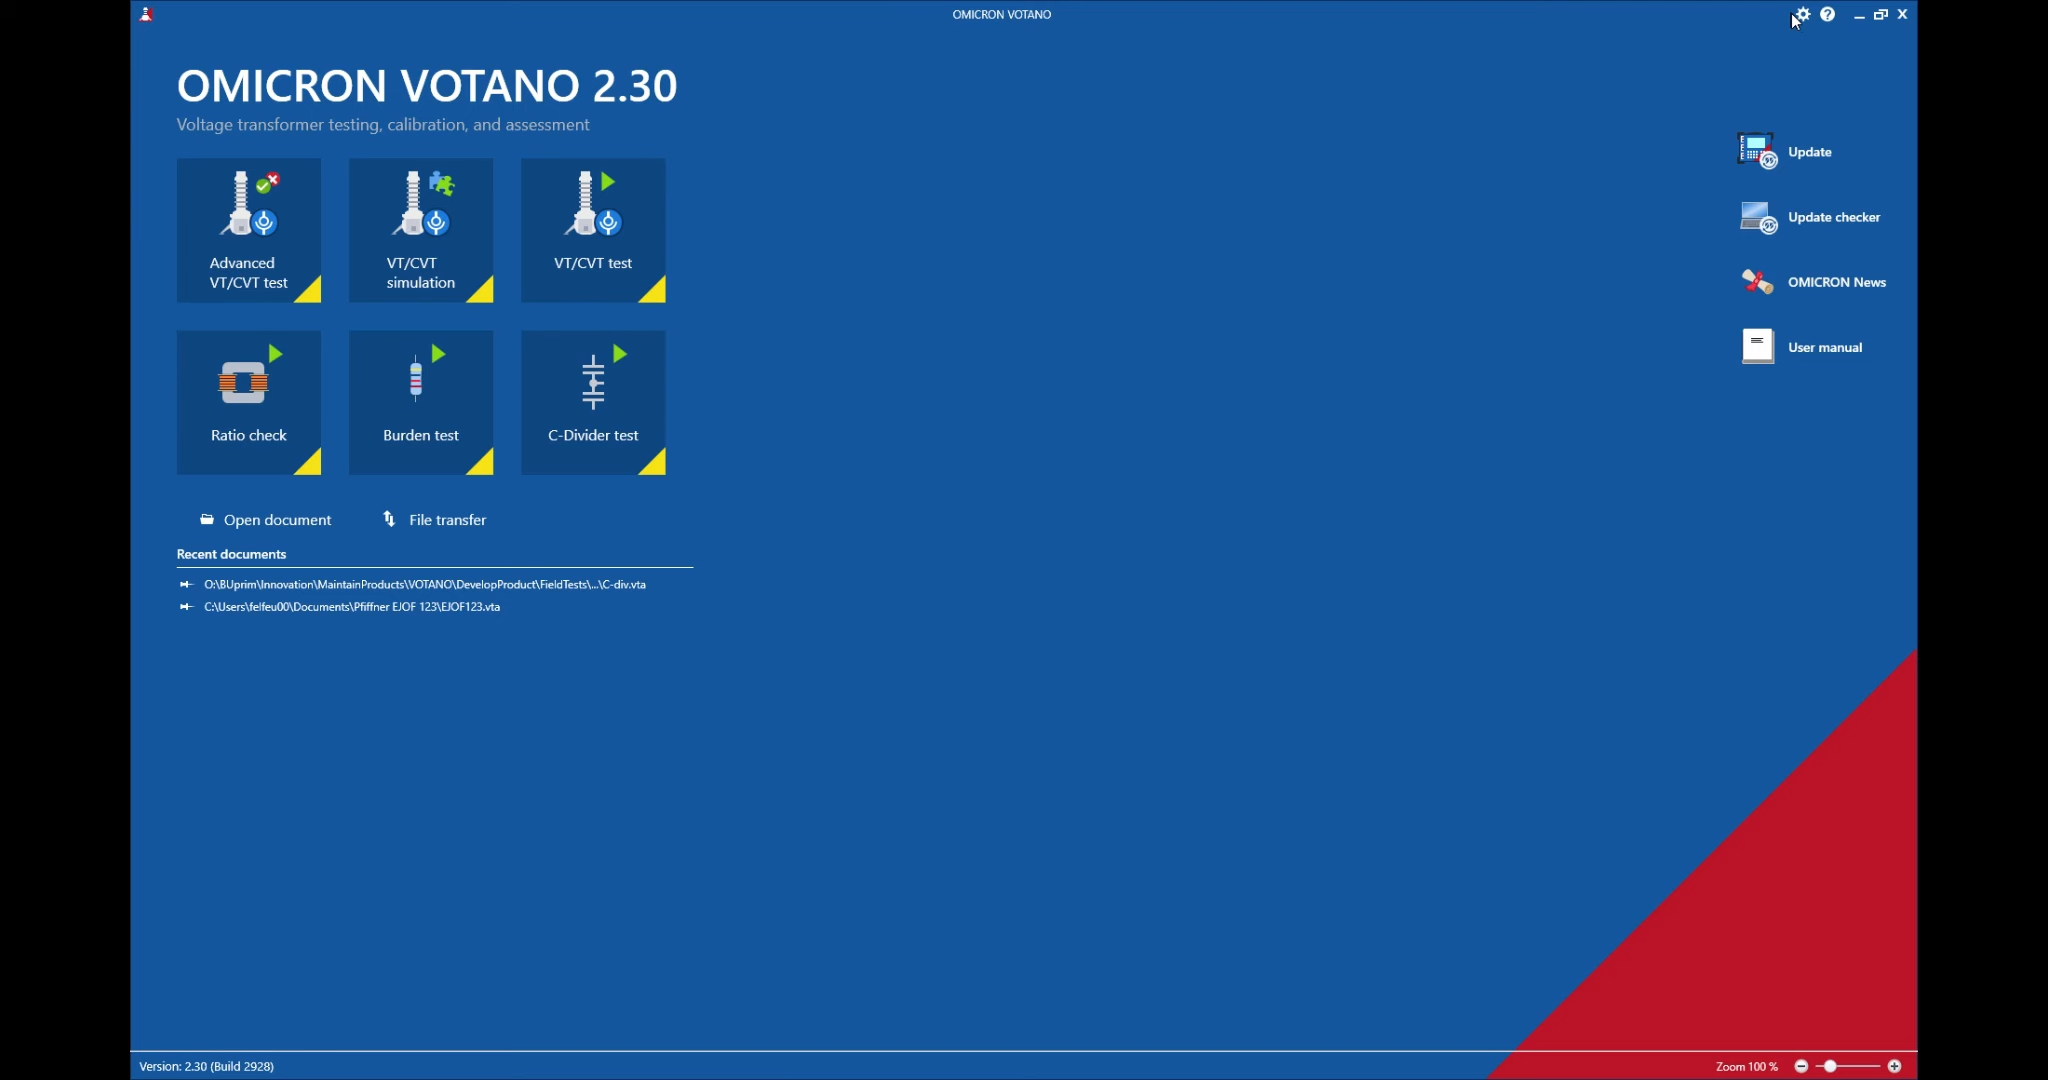 OMICRON VOTANO
OMICRON VOTANO 2.30
Voltage transformer testing, calibration, and assessment
Advanced
VT/CVT test
VT/CVT
simulation
VT/CVT test
Ratio check
Burden test
C-Divider test
Open document
File transfer
Recent documents
O:\BUprim\Innovation\MaintainProducts\VOTANO\DevelopProduct\FieldTests\...\C-div.vta
C:\Users\felfeu00\Documents\Pfiffner EJOF 123\EJOF123.vta
Update
Update checker
OMICRON News
User manual
Version: 2.30 (Build 2928)
Zoom 100 %